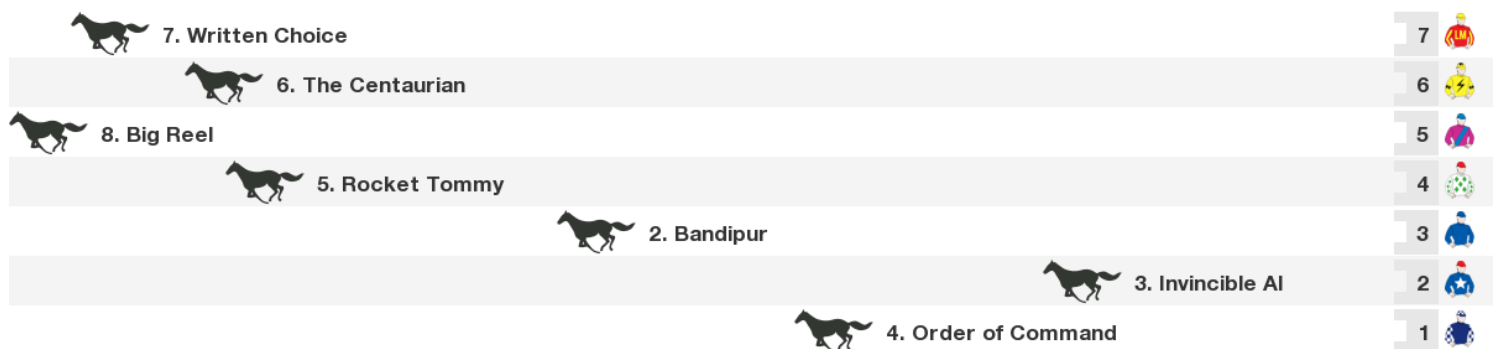 7. Written Choice 7
6. The Centaurian 6
8. Big Reel 5
5. Rocket Tommy 4
2. Bandipur 3
3. Invincible Al 2
4. Order of Command 1